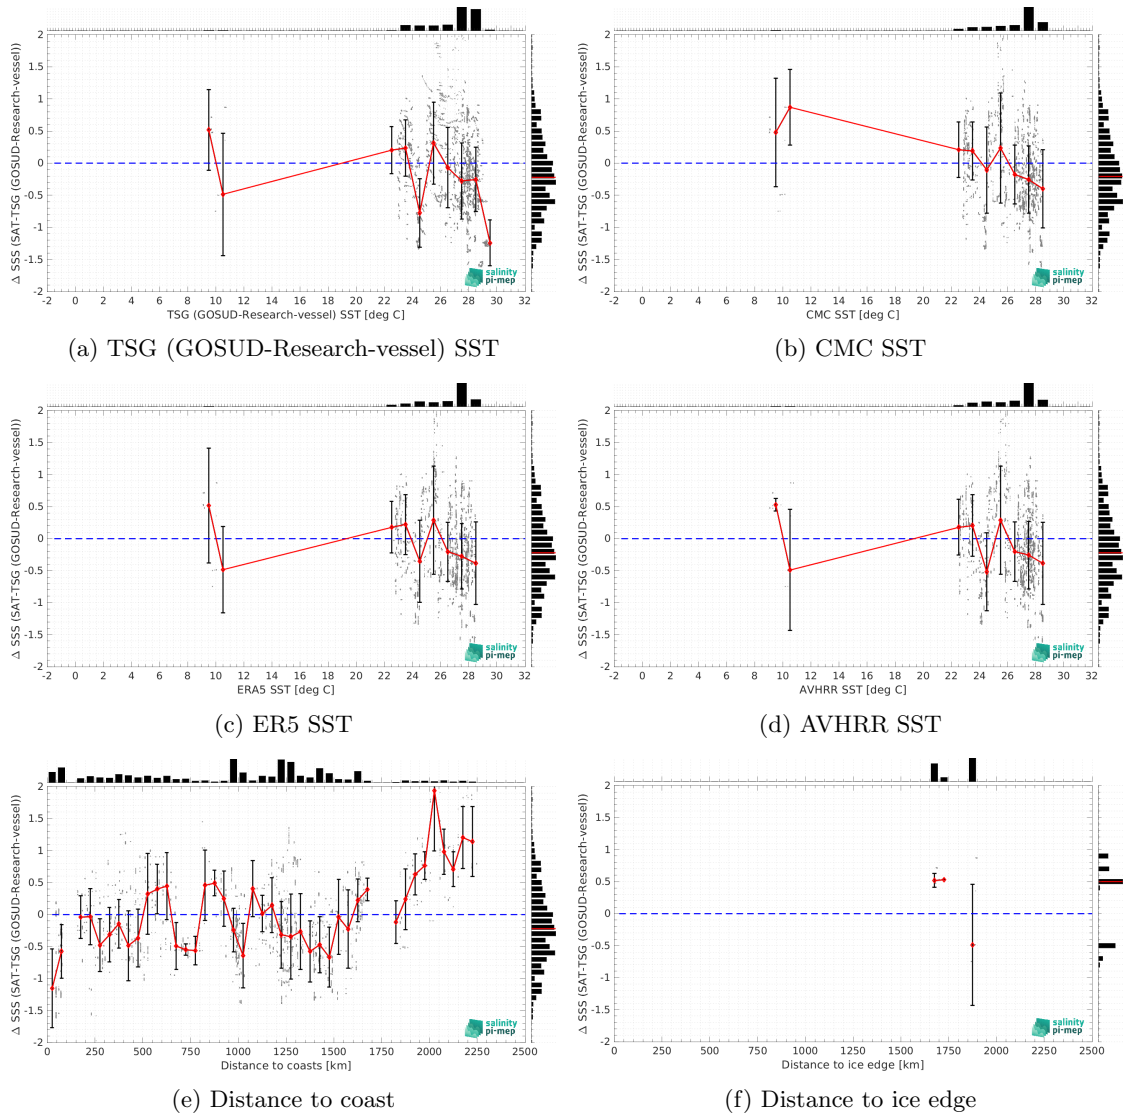 2
1.5
1
0.5
0
-0.5
-1
-1.5
-2
Δ SSS (SAT-TSG (GOSUD-Research-vessel))
salinity
pi-mep
-2 0 2 4 6 8 10 12 14 16 18 20 22 24 26 28 30 32
TSG (GOSUD-Research-vessel) SST [deg C]
(a) TSG (GOSUD-Research-vessel) SST
2
1.5
1
0.5
0
-0.5
-1
-1.5
-2
Δ SSS (SAT-TSG (GOSUD-Research-vessel))
salinity
pi-mep
-2 0 2 4 6 8 10 12 14 16 18 20 22 24 26 28 30 32
CMC SST [deg C]
(b) CMC SST
2
1.5
1
0.5
0
-0.5
-1
-1.5
-2
Δ SSS (SAT-TSG (GOSUD-Research-vessel))
salinity
pi-mep
-2 0 2 4 6 8 10 12 14 16 18 20 22 24 26 28 30 32
ERA5 SST [deg C]
(c) ER5 SST
2
1.5
1
0.5
0
-0.5
-1
-1.5
-2
Δ SSS (SAT-TSG (GOSUD-Research-vessel))
salinity
pi-mep
-2 0 2 4 6 8 10 12 14 16 18 20 22 24 26 28 30 32
AVHRR SST [deg C]
(d) AVHRR SST
2
1.5
1
0.5
0
-0.5
-1
-1.5
-2
Δ SSS (SAT-TSG (GOSUD-Research-vessel))
salinity
pi-mep
0 250 500 750 1000 1250 1500 1750 2000 2250 2500
Distance to coasts [km]
(e) Distance to coast
2
1.5
1
0.5
0
-0.5
-1
-1.5
-2
Δ SSS (SAT-TSG (GOSUD-Research-vessel))
salinity
pi-mep
0 250 500 750 1000 1250 1500 1750 2000 2250 2500
Distance to ice edge [km]
(f) Distance to ice edge